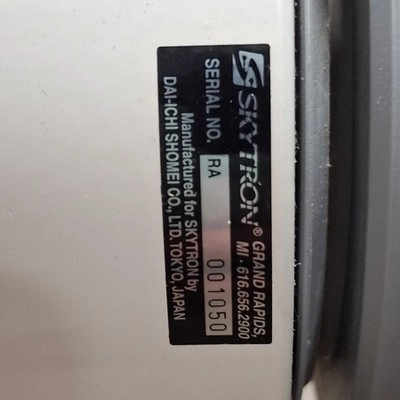 SKYTRON® GRAND RAPIDS,
MI · 616.656.2900
SERIAL NO. RA 001050
Manufactured for SKYTRON by
DAI-ICHI SHOMEI CO., LTD. TOKYO, JAPAN